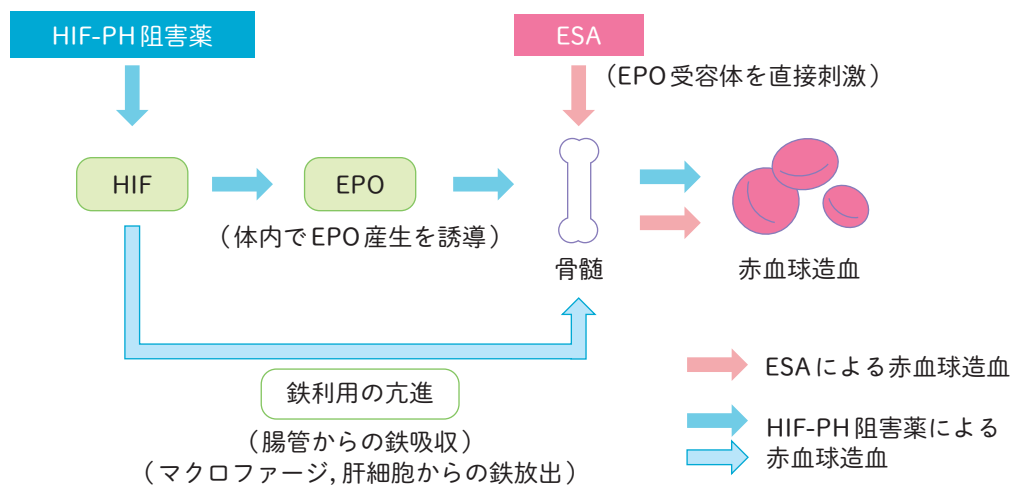 HIF-PH阻害薬
ESA
（EPO受容体を直接刺激）
HIF
EPO
（体内でEPO産生を誘導）
骨髄
赤血球造血
鉄利用の亢進
（腸管からの鉄吸収）
（マクロファージ,肝細胞からの鉄放出）
ESAによる赤血球造血
HIF-PH阻害薬による
赤血球造血